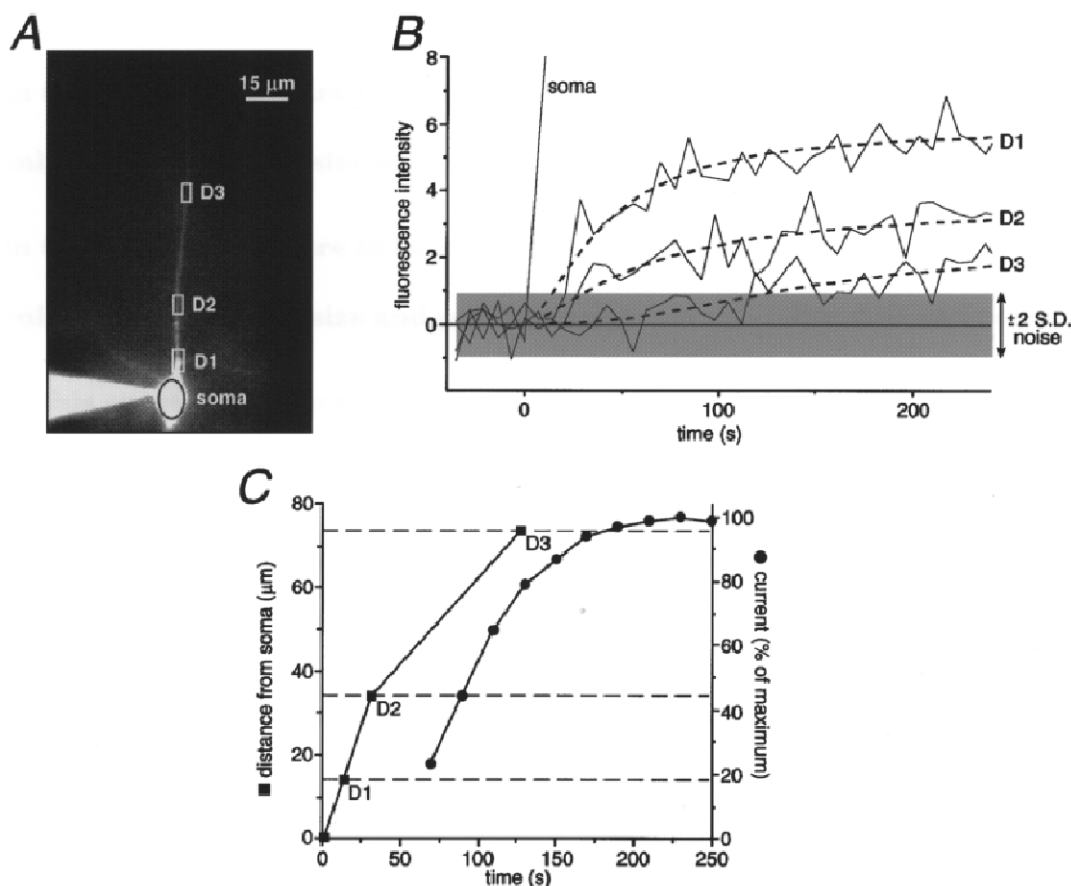 A
15 μm
D3
D2
D1
soma
B
fluorescence intensity
8
6
4
2
0
soma
D1
D2
D3
±2 S.D.
noise
0
100
200
time (s)
C
■ distance from soma (μm)
80
60
40
20
0
D3
D2
D1
100
80
60
40
20
0
● current (% of maximum)
0
50
100
150
200
250
time (s)